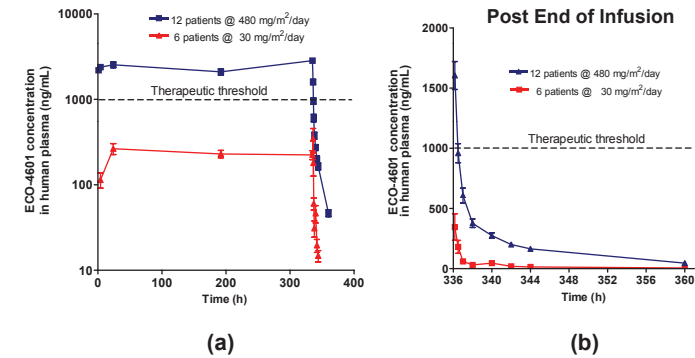 12 patients @ 480 mg/m²/day
6 patients @ 30 mg/m²/day
10000
1000
100
10
Therapeutic threshold
ECO-4601 concentration
in human plasma (ng/mL)
0
100
200
300
400
Time (h)
(a)
Post End of Infusion
12 patients @ 480 mg/m²/day
6 patients @ 30 mg/m²/day
2000
1500
1000
500
0
Therapeutic threshold
ECO-4601 concentration
in human plasma (ng/mL)
336
340
344
348
352
356
360
Time (h)
(b)